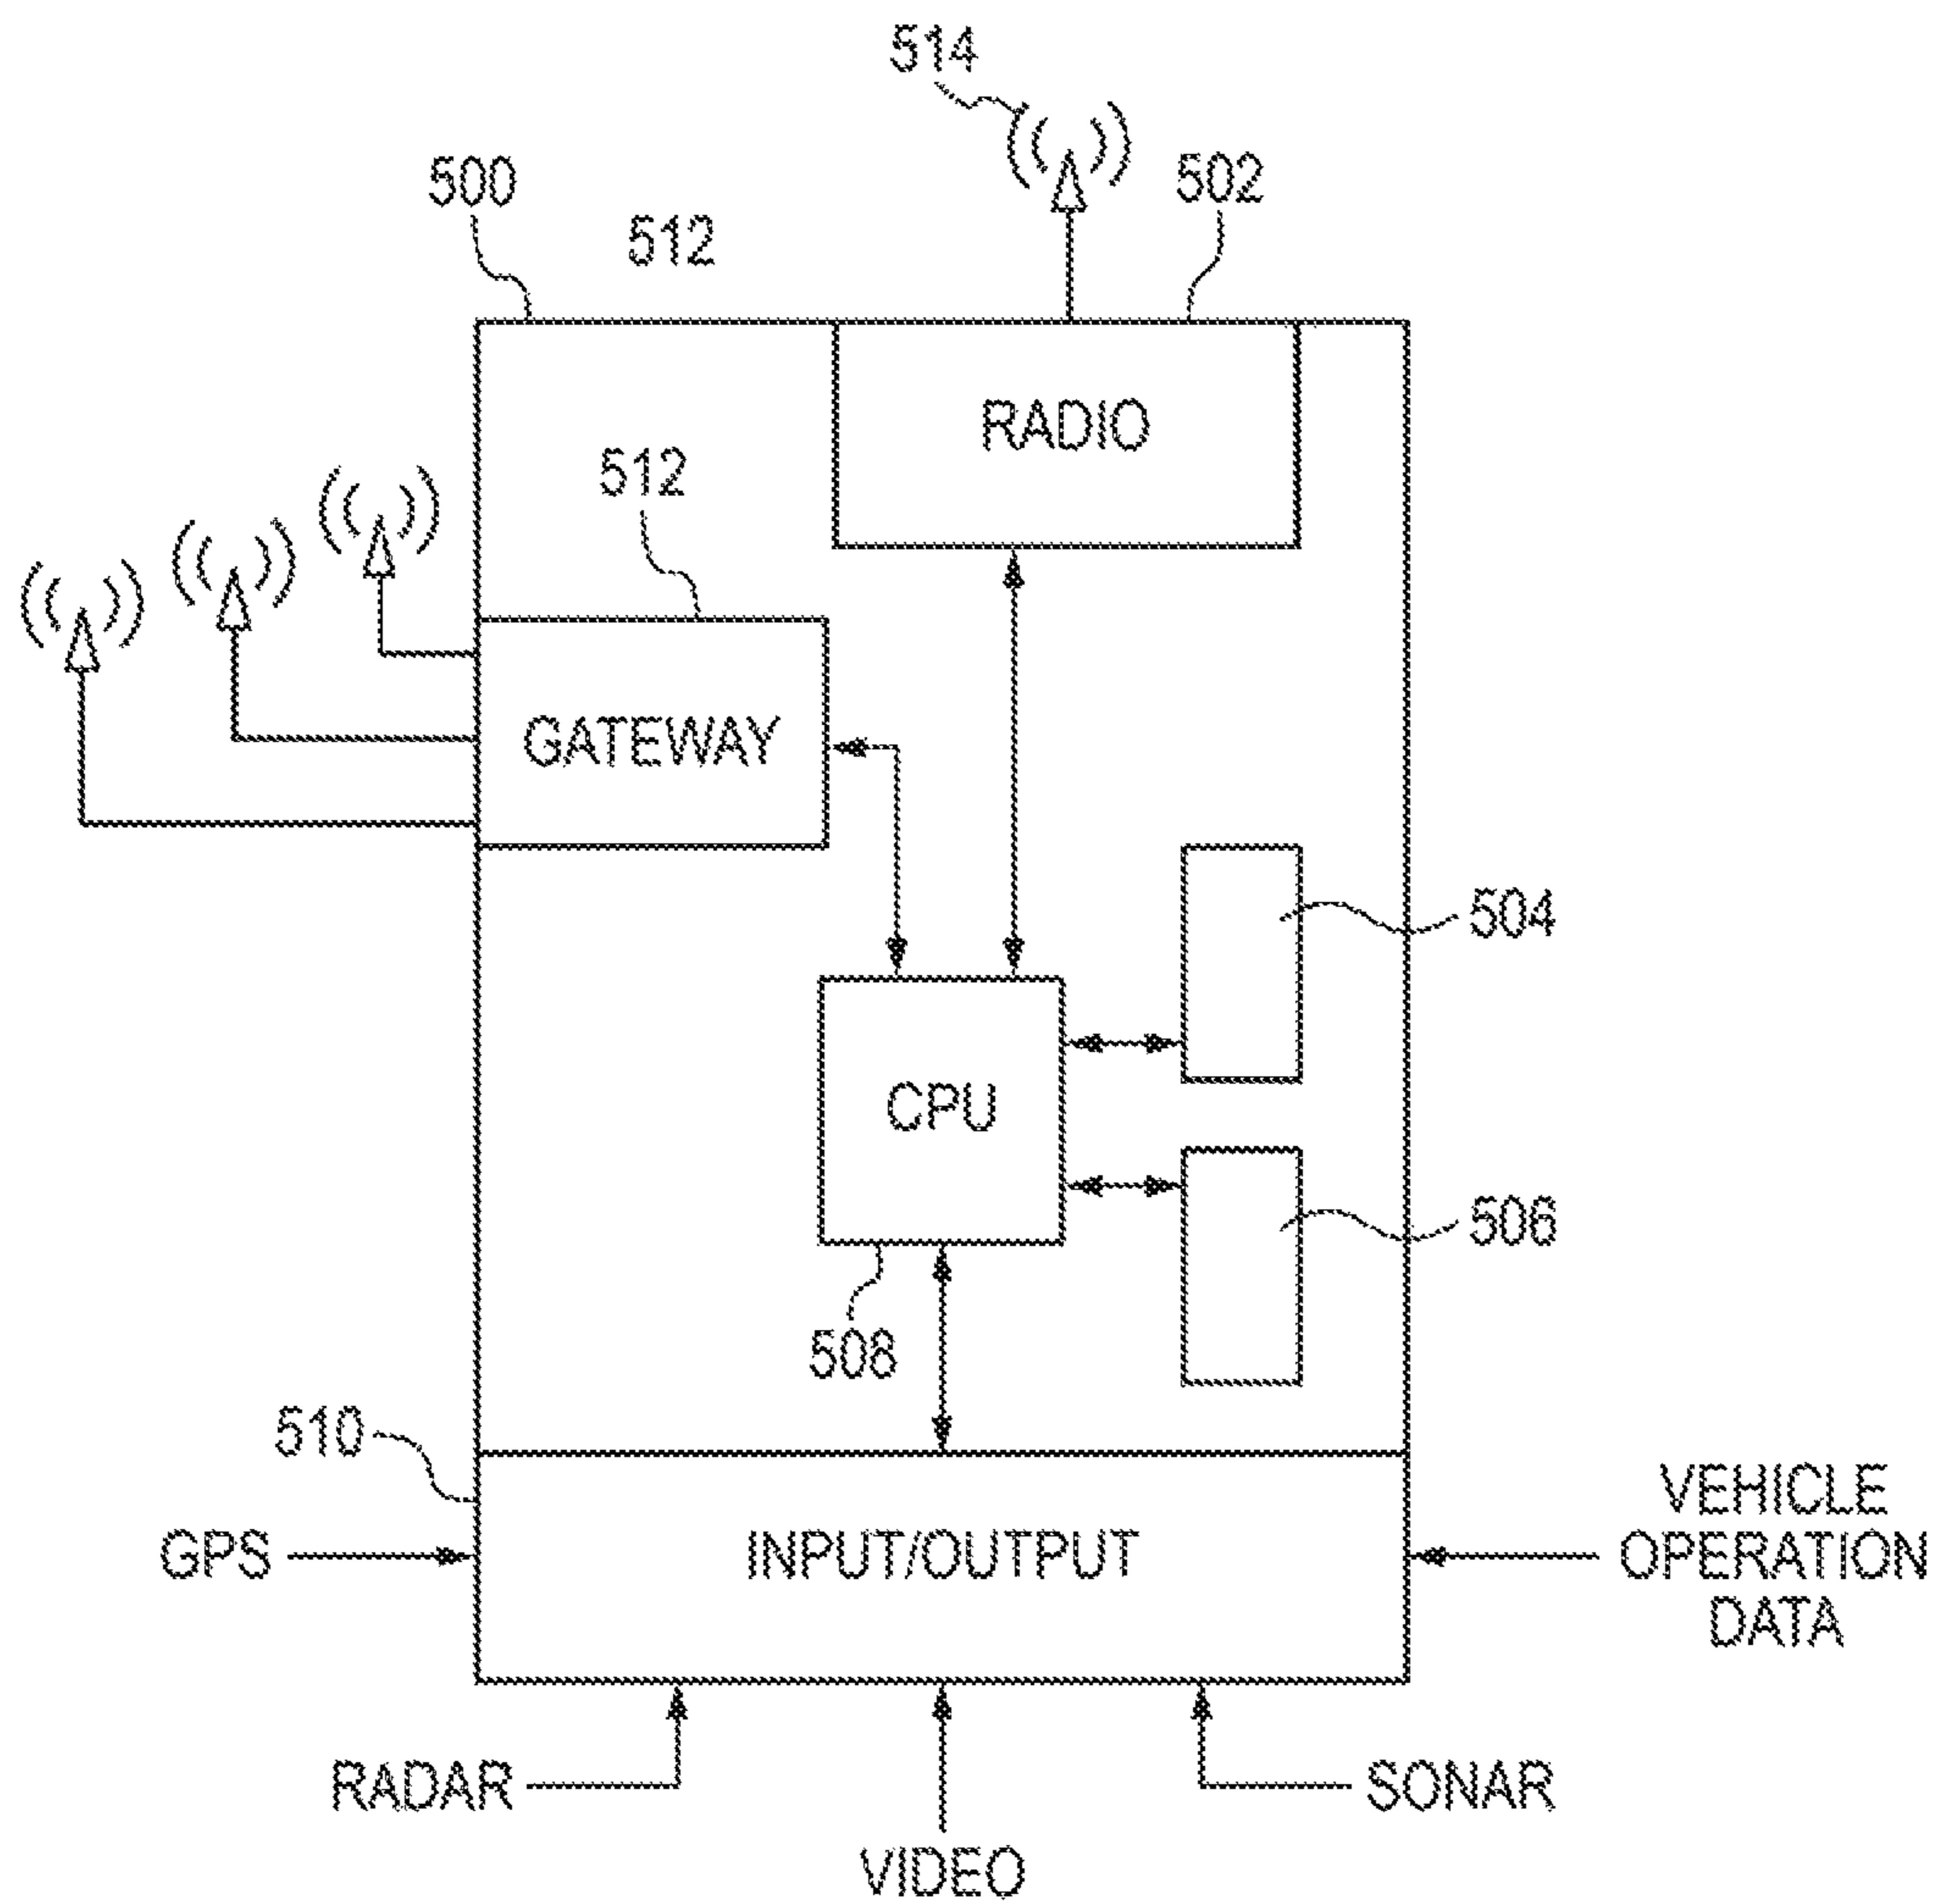 514
500
502
512
RADIO
512
GATEWAY
504
CPU
506
508
510
VEHICLE
OPERATION
DATA
GPS
INPUT/OUTPUT
RADAR
SONAR
VIDEO